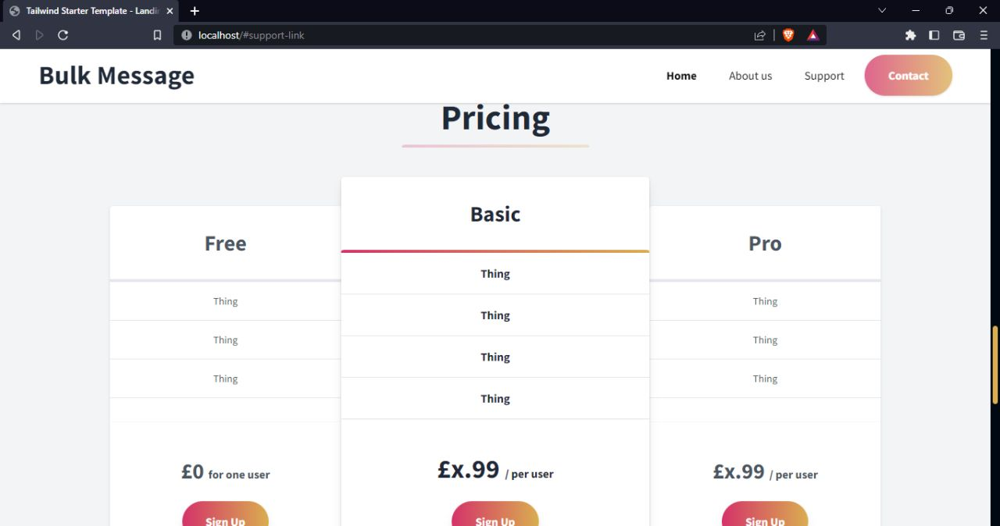 Tailwind Starter Template - Landin
localhost/#support-link
Bulk Message
Home
About us
Support
Contact
Pricing
Free
Thing
Thing
Thing
£0 for one user
Sign Up
Basic
Thing
Thing
Thing
Thing
£x.99 / per user
Sign Up
Pro
Thing
Thing
Thing
£x.99 / per user
Sign Up